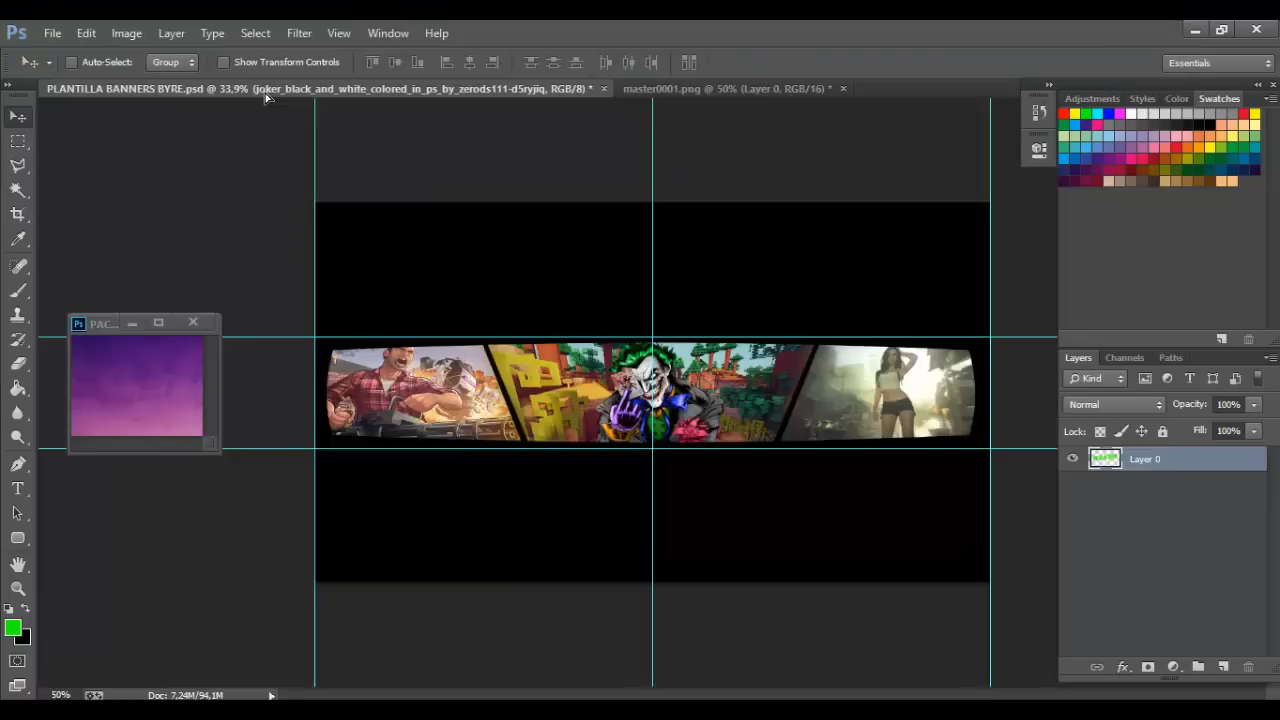 Ps File Edit Image Layer Type Select Filter View Window Help
Auto-Select: Group Show Transform Controls Essentials
PLANTILLA BANNERS BYRE.psd @ 33,9% (joker_black_and_white_colored_in_ps_by_zerods111-d5ryjiq, RGB/8) * master0001.png @ 50% (Layer 0, RGB/16) *
Adjustments Styles Color Swatches
Ps PAC...
Layers Channels Paths
Kind
Normal Opacity: 100%
Lock: Fill: 100%
Layer 0
50% Doc: 7,24M/94,1M